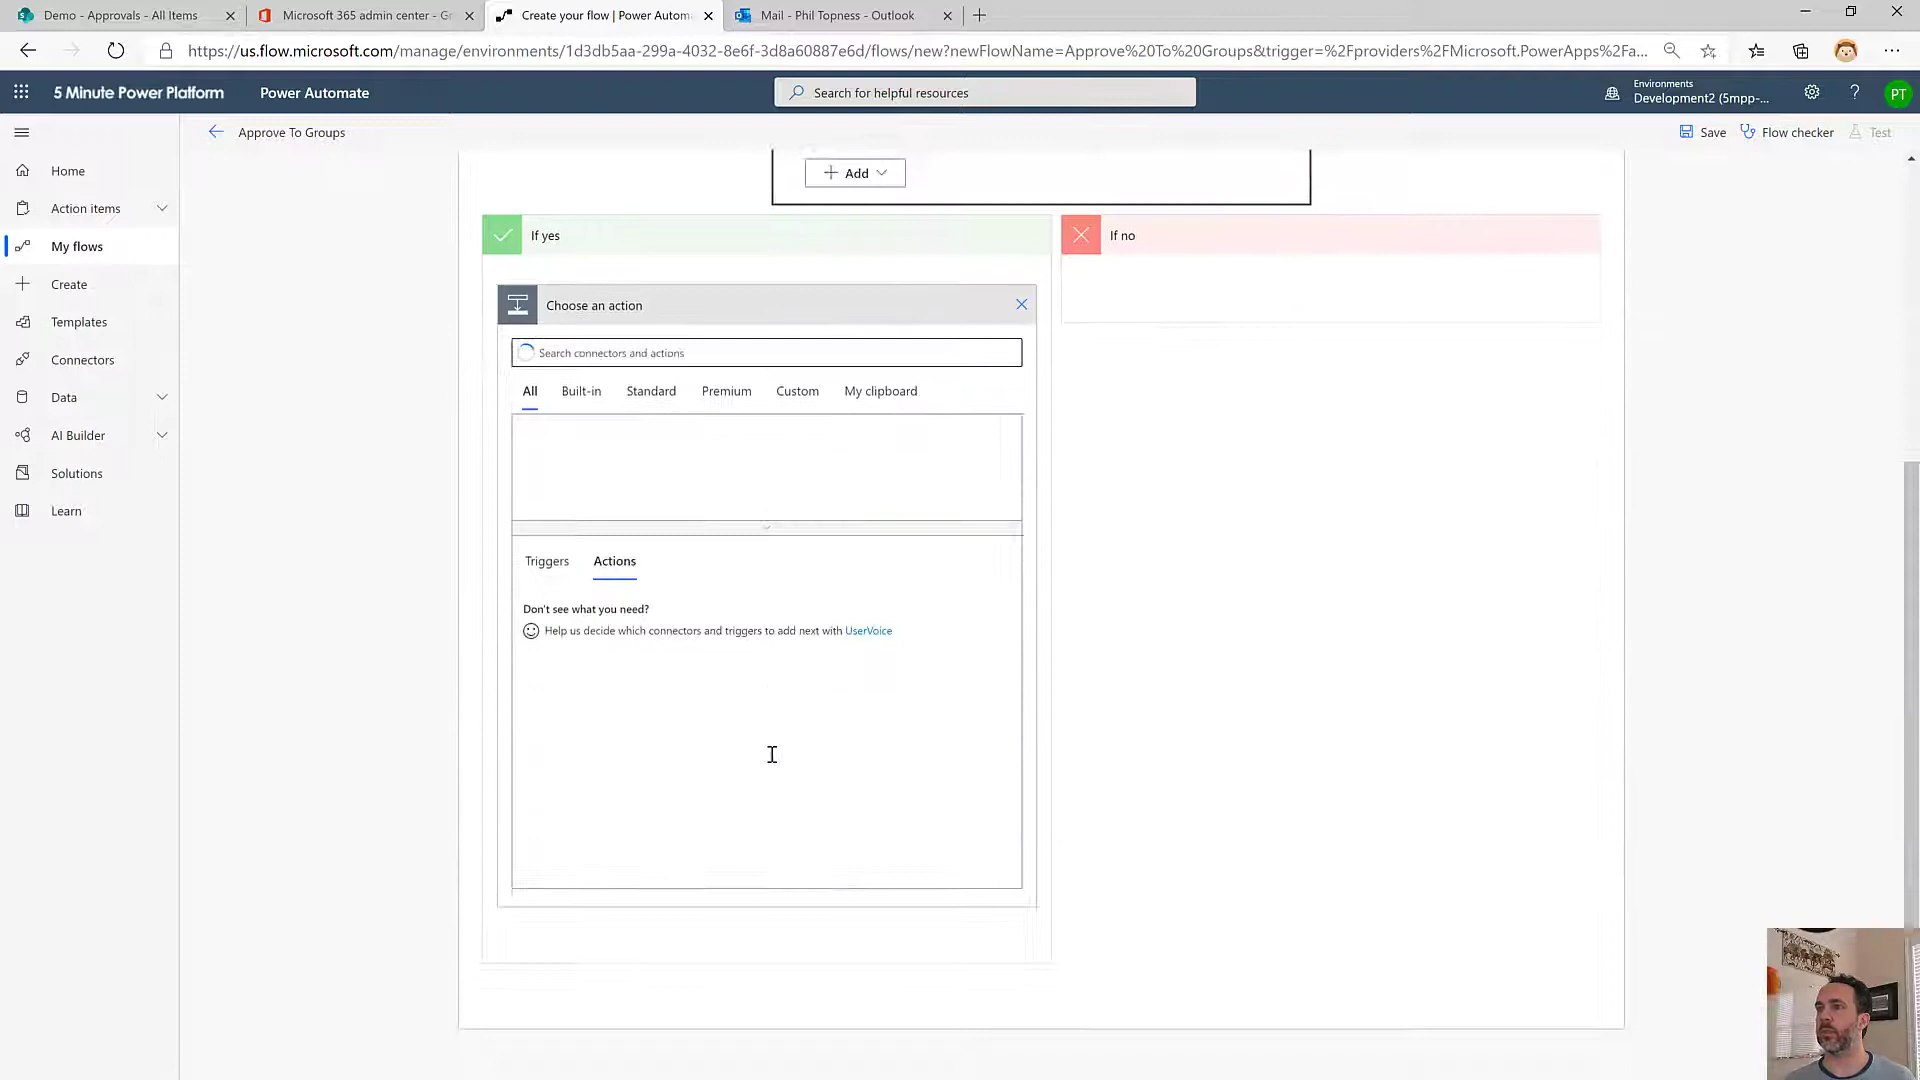 Demo - Approvals - All Items
Microsoft 365 admin center - Gr
Create your flow | Power Autom
Mail - Phil Topness - Outlook
https://us.flow.microsoft.com/manage/environments/1d3db5aa-299a-4032-8e6f-3d8a60887e6d/flows/new?newFlowName=Approve%20To%20Groups&trigger=%2Fproviders%2FMicrosoft.PowerApps%2Fa...
5 Minute Power Platform
Power Automate
Search for helpful resources
Environments
Development2 (5mpp-...
PT
Approve To Groups
Save
Flow checker
Test
Home
Action items
My flows
Create
Templates
Connectors
Data
AI Builder
Solutions
Learn
Add
If yes
If no
Choose an action
Search connectors and actions
All
Built-in
Standard
Premium
Custom
My clipboard
Triggers
Actions
Don't see what you need?
Help us decide which connectors and triggers to add next with UserVoice